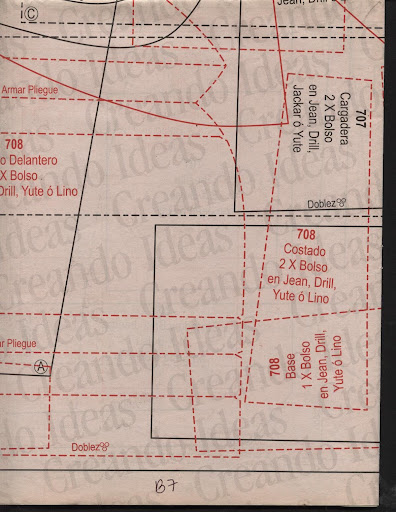 C
Jean, Drill
Armar Pliegue
707
Cargadera
2 X Bolso
en Jean, Drill,
Jackar ó Yute
708
o Delantero
X Bolso
Drill, Yute ó Lino
Doblez
708
Costado
2 X Bolso
en Jean, Drill,
Yute ó Lino
ar Pliegue
A
708
Base
1 X Bolso
en Jean, Drill,
Yute ó Lino
Doblez
B7
Creando Ideas